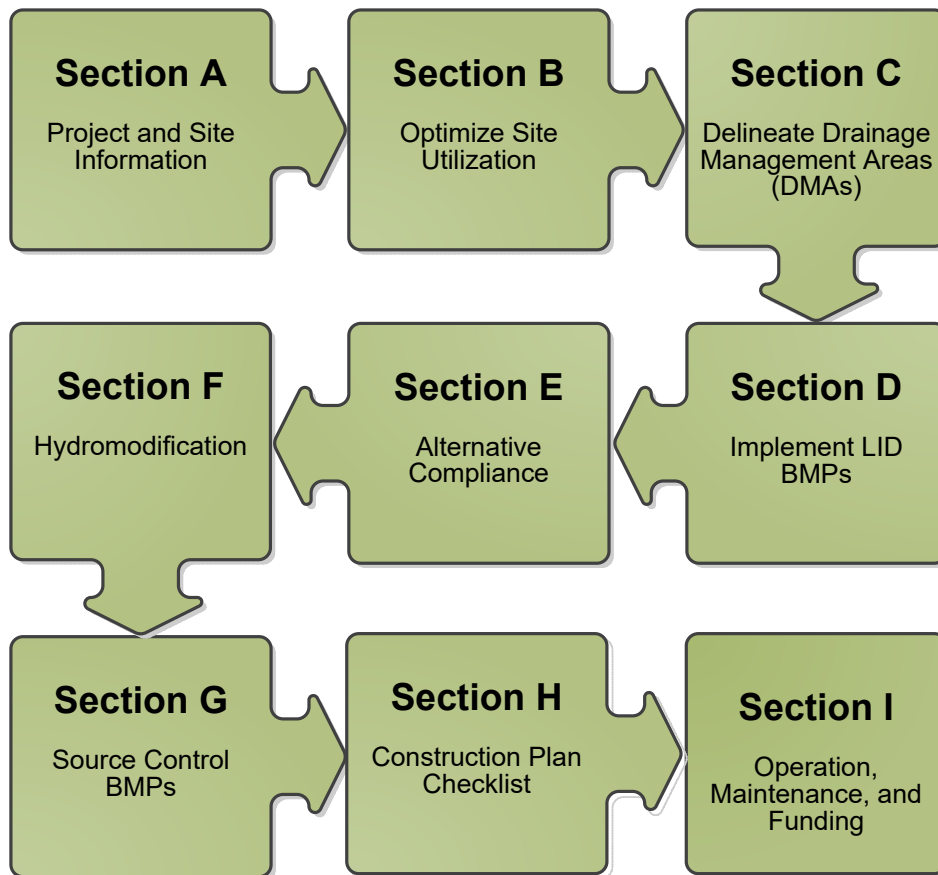 Section A
Project and Site
Information
Section B
Optimize Site
Utilization
Section C
Delineate Drainage
Management Areas
(DMAs)
Section D
Implement LID
BMPs
Section E
Alternative
Compliance
Section F
Hydromodification
Section G
Source Control
BMPs
Section H
Construction Plan
Checklist
Section I
Operation,
Maintenance, and
Funding